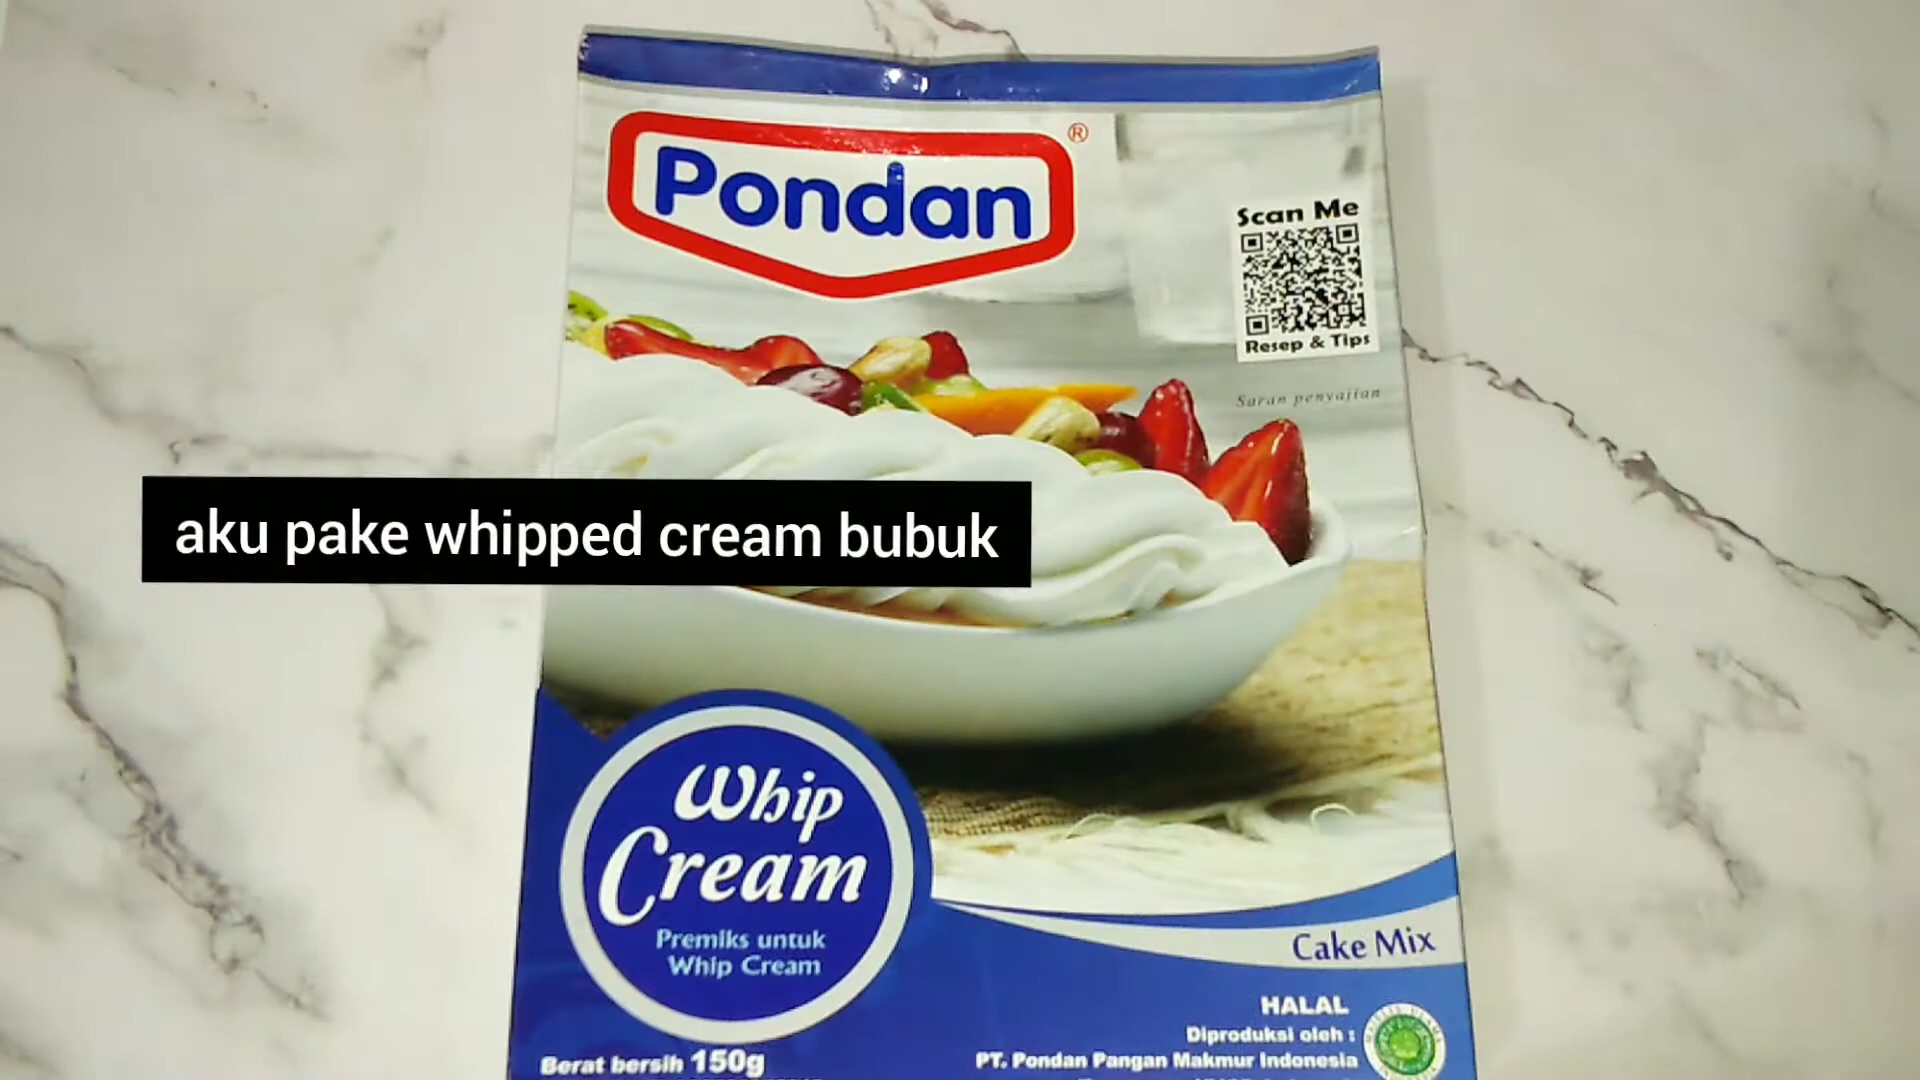 Pondan®
Scan Me
Resep & Tips
Saran penyajian
aku pake whipped cream bubuk
Whip
Cream
Premiks untuk
Whip Cream
Cake Mix
HALAL
Diproduksi oleh :
PT. Pondan Pangan Makmur Indonesia
Berat bersih 150g